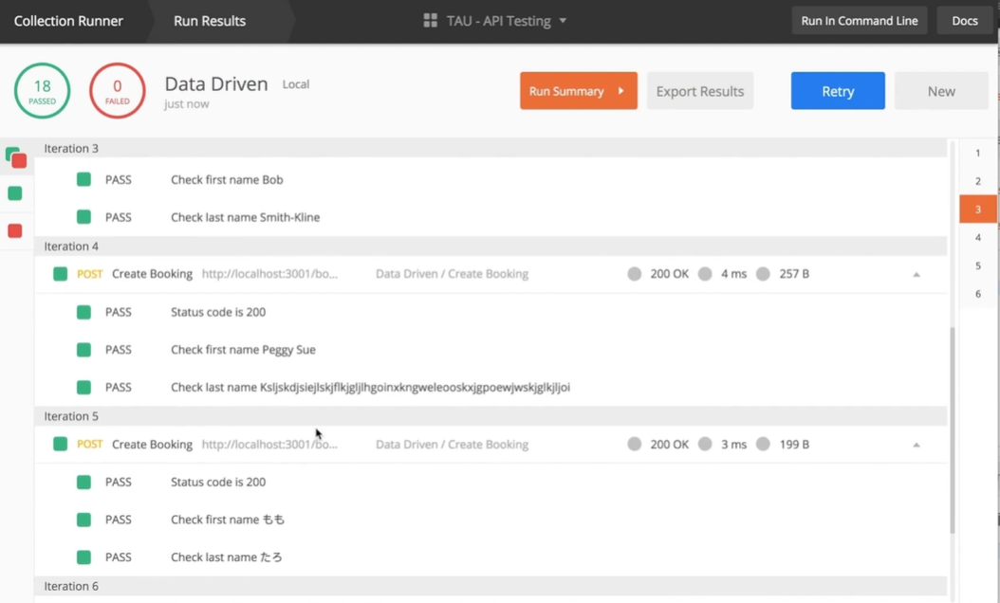 Collection Runner Run Results TAU - API Testing Run In Command Line Docs
18 PASSED 0 FAILED Data Driven Local just now Run Summary Export Results Retry New
Iteration 3
PASS Check first name Bob
PASS Check last name Smith-Kline
Iteration 4
POST Create Booking http://localhost:3001/bo... Data Driven / Create Booking 200 OK 4 ms 257 B
PASS Status code is 200
PASS Check first name Peggy Sue
PASS Check last name Ksljskdjsiejlskjflkjgljlhgoinxkngweleooskxjgpoewjwskjglkjljoi
Iteration 5
POST Create Booking http://localhost:3001/bo... Data Driven / Create Booking 200 OK 3 ms 199 B
PASS Status code is 200
PASS Check first name もも
PASS Check last name たろ
Iteration 6
1
2
3
4
5
6